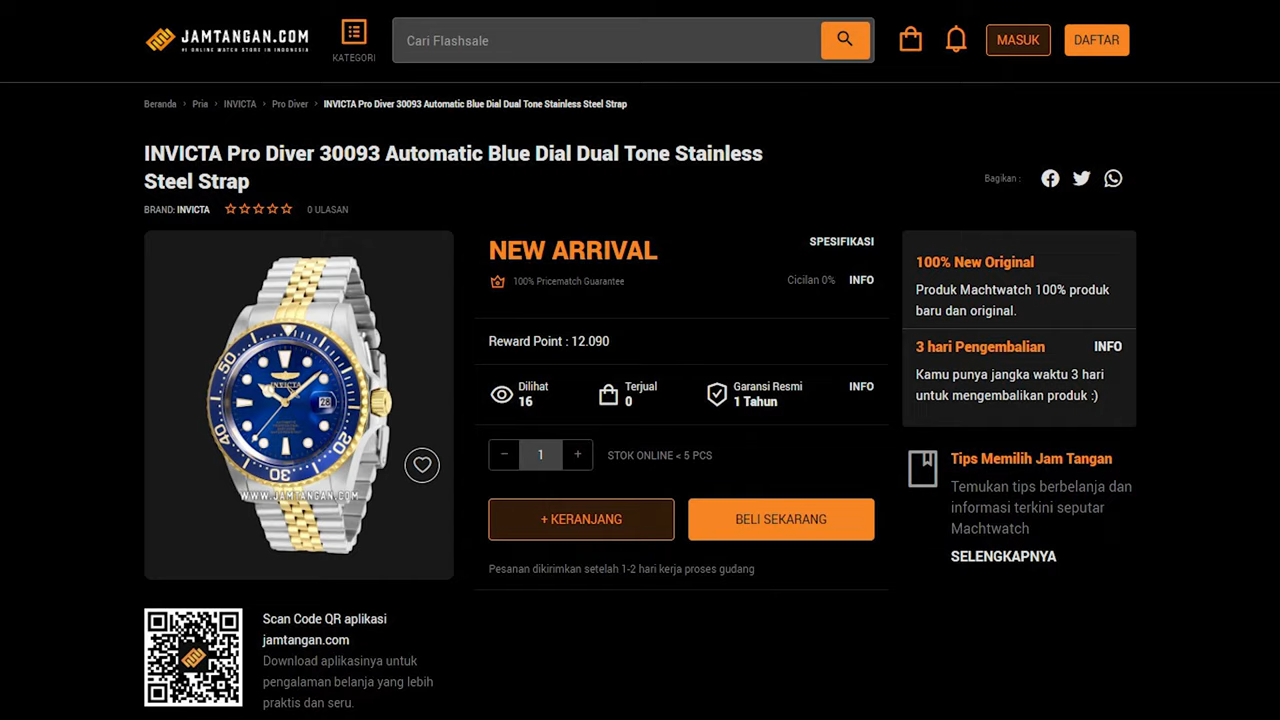 JAMTANGAN.COM
#1 ONLINE WATCH STORE IN INDONESIA
KATEGORI
Cari Flashsale
MASUK
DAFTAR
Beranda › Pria › INVICTA › Pro Diver › INVICTA Pro Diver 30093 Automatic Blue Dial Dual Tone Stainless Steel Strap
INVICTA Pro Diver 30093 Automatic Blue Dial Dual Tone Stainless
Steel Strap
BRAND: INVICTA
0 ULASAN
Bagikan :
50
40
30
20
INVICTA
28
WWW.JAMTANGAN.COM
NEW ARRIVAL
SPESIFIKASI
100% Pricematch Guarantee
Cicilan 0%
INFO
Reward Point : 12.090
Dilihat
16
Terjual
0
Garansi Resmi
1 Tahun
INFO
− 1 +
STOK ONLINE < 5 PCS
+ KERANJANG
BELI SEKARANG
Pesanan dikirimkan setelah 1-2 hari kerja proses gudang
100% New Original
Produk Machtwatch 100% produk
baru dan original.
3 hari Pengembalian
INFO
Kamu punya jangka waktu 3 hari
untuk mengembalikan produk :)
Tips Memilih Jam Tangan
Temukan tips berbelanja dan
informasi terkini seputar
Machtwatch
SELENGKAPNYA
Scan Code QR aplikasi
jamtangan.com
Download aplikasinya untuk
pengalaman belanja yang lebih
praktis dan seru.